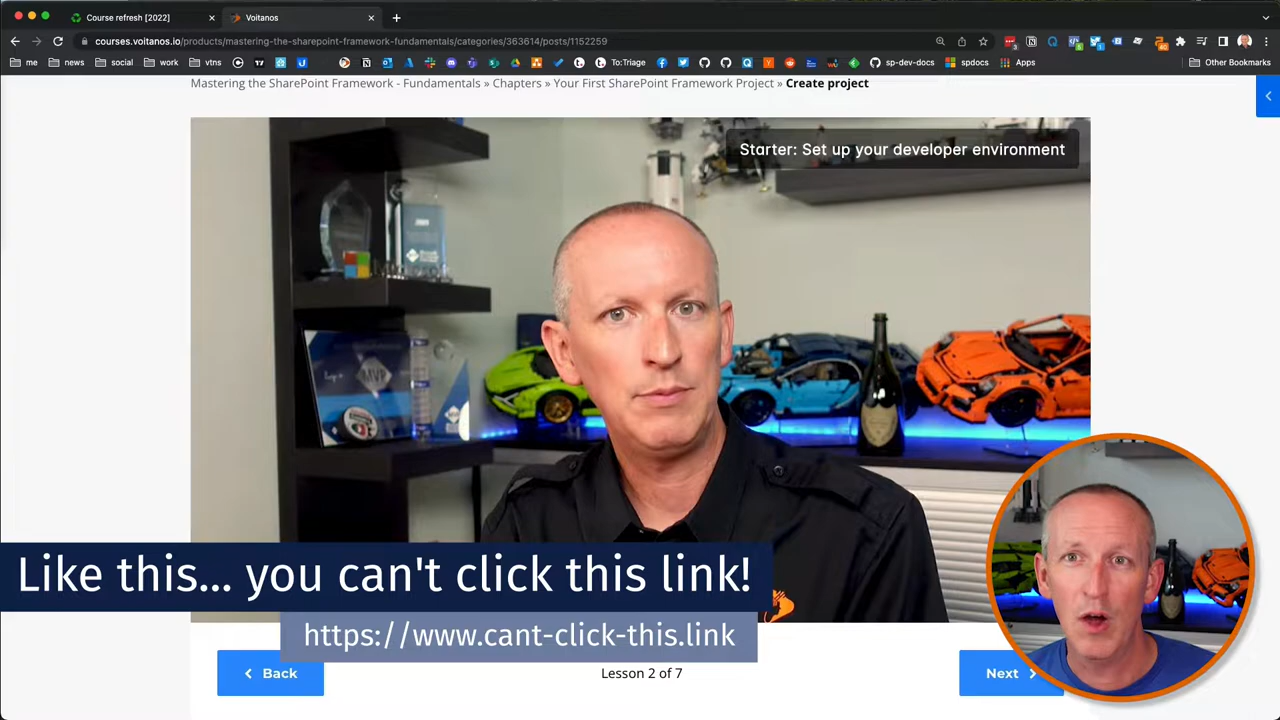 Course refresh [2022]
Voitanos
courses.voitanos.io/products/mastering-the-sharepoint-framework-fundamentals/categories/363614/posts/1152259
me
news
social
work
vtns
To:Triage
sp-dev-docs
spdocs
Apps
Other Bookmarks
Mastering the SharePoint Framework - Fundamentals » Chapters » Your First SharePoint Framework Project » Create project
Starter: Set up your developer environment
Microsoft
MVP
Like this... you can't click this link!
https://www.cant-click-this.link
Back
Lesson 2 of 7
Next